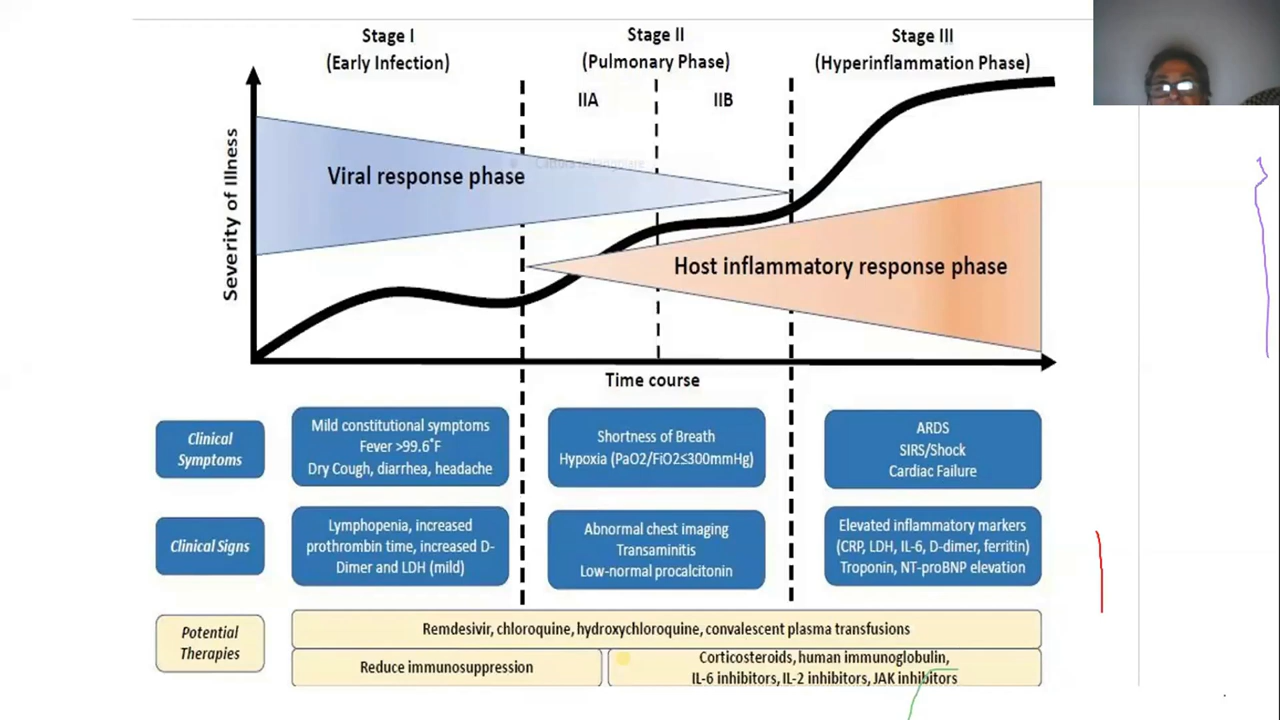 Stage I
(Early Infection)
Stage II
(Pulmonary Phase)
Stage III
(Hyperinflammation Phase)
IIA
IIB
Severity of Illness
Viral response phase
Host inflammatory response phase
Time course
Clinical
Symptoms
Mild constitutional symptoms
Fever >99.6°F
Dry Cough, diarrhea, headache
Shortness of Breath
Hypoxia (PaO2/FiO2≤300mmHg)
ARDS
SIRS/Shock
Cardiac Failure
Clinical Signs
Lymphopenia, increased
prothrombin time, increased D-
Dimer and LDH (mild)
Abnormal chest imaging
Transaminitis
Low-normal procalcitonin
Elevated inflammatory markers
(CRP, LDH, IL-6, D-dimer, ferritin)
Troponin, NT-proBNP elevation
Potential
Therapies
Remdesivir, chloroquine, hydroxychloroquine, convalescent plasma transfusions
Reduce immunosuppression
Corticosteroids, human immunoglobulin,
IL-6 inhibitors, IL-2 inhibitors, JAK inhibitors